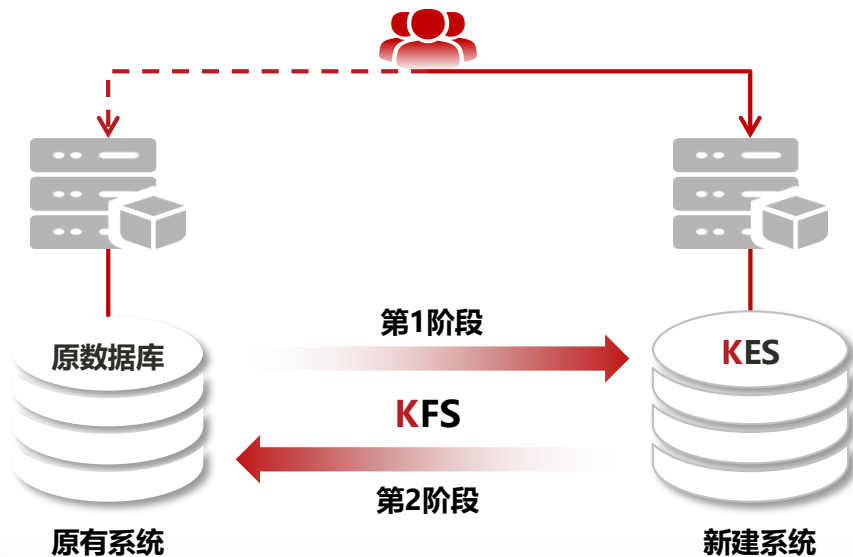 第1阶段
原数据库
KES
KFS
第2阶段
原有系统
新建系统